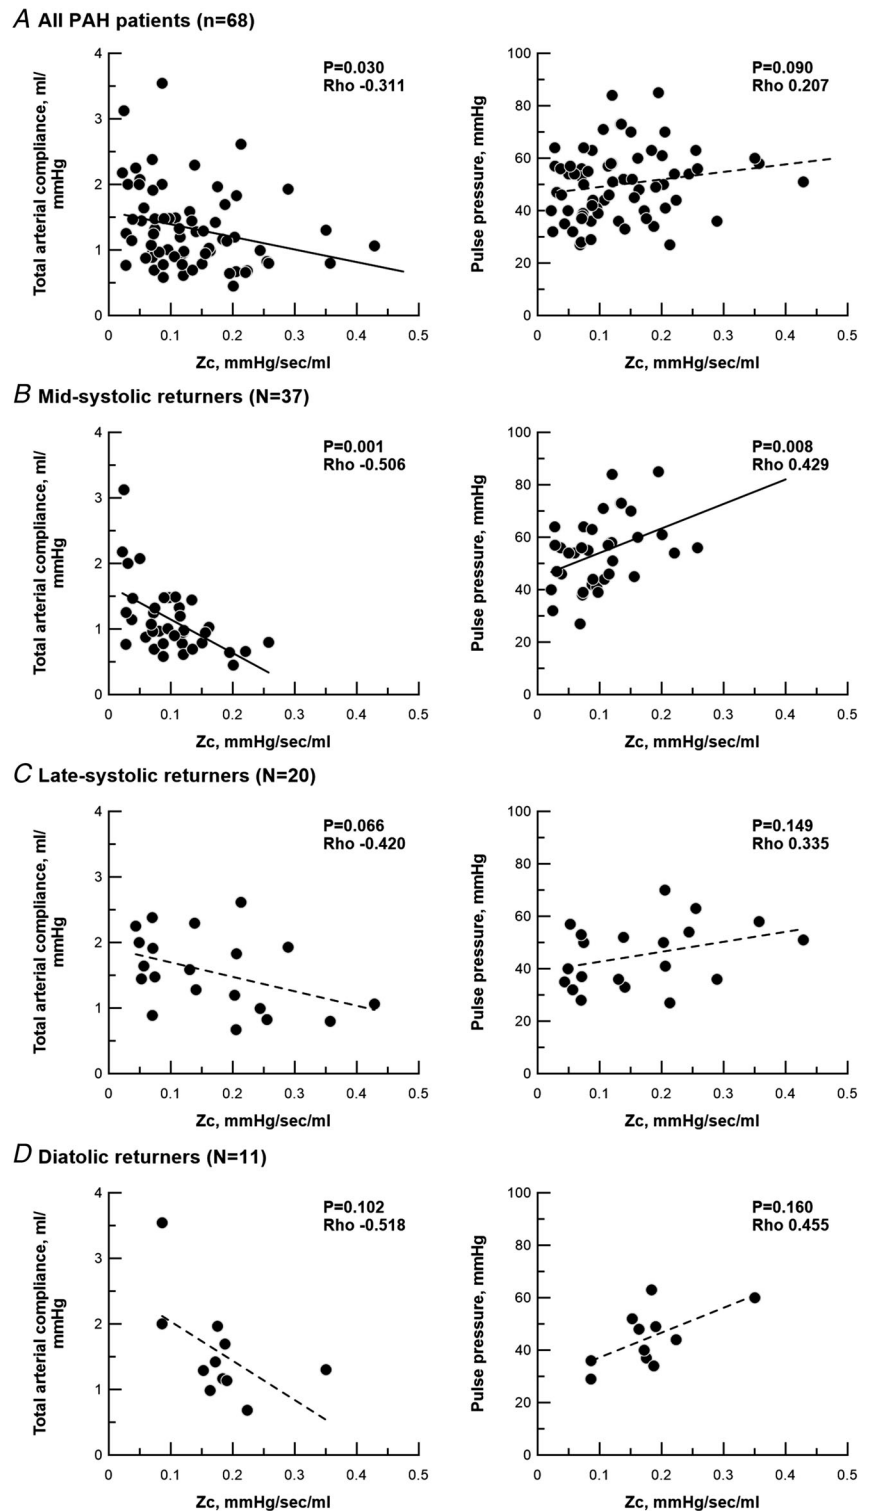 A All PAH patients (n=68)
4
3
2
1
0
Total arterial compliance, ml/
mmHg
P=0.030
Rho -0.311
0 0.1 0.2 0.3 0.4 0.5
Zc, mmHg/sec/ml
100
80
60
40
20
0
Pulse pressure, mmHg
P=0.090
Rho 0.207
0 0.1 0.2 0.3 0.4 0.5
Zc, mmHg/sec/ml
B Mid-systolic returners (N=37)
4
3
2
1
0
Total arterial compliance, ml/
mmHg
P=0.001
Rho -0.506
0 0.1 0.2 0.3 0.4 0.5
Zc, mmHg/sec/ml
100
80
60
40
20
0
Pulse pressure, mmHg
P=0.008
Rho 0.429
0 0.1 0.2 0.3 0.4 0.5
Zc, mmHg/sec/ml
C Late-systolic returners (N=20)
4
3
2
1
0
Total arterial compliance, ml/
mmHg
P=0.066
Rho -0.420
0 0.1 0.2 0.3 0.4 0.5
Zc, mmHg/sec/ml
100
80
60
40
20
0
Pulse pressure, mmHg
P=0.149
Rho 0.335
0 0.1 0.2 0.3 0.4 0.5
Zc, mmHg/sec/ml
D Diatolic returners (N=11)
4
3
2
1
0
Total arterial compliance, ml/
mmHg
P=0.102
Rho -0.518
0 0.1 0.2 0.3 0.4 0.5
Zc, mmHg/sec/ml
100
80
60
40
20
0
Pulse pressure, mmHg
P=0.160
Rho 0.455
0 0.1 0.2 0.3 0.4 0.5
Zc, mmHg/sec/ml